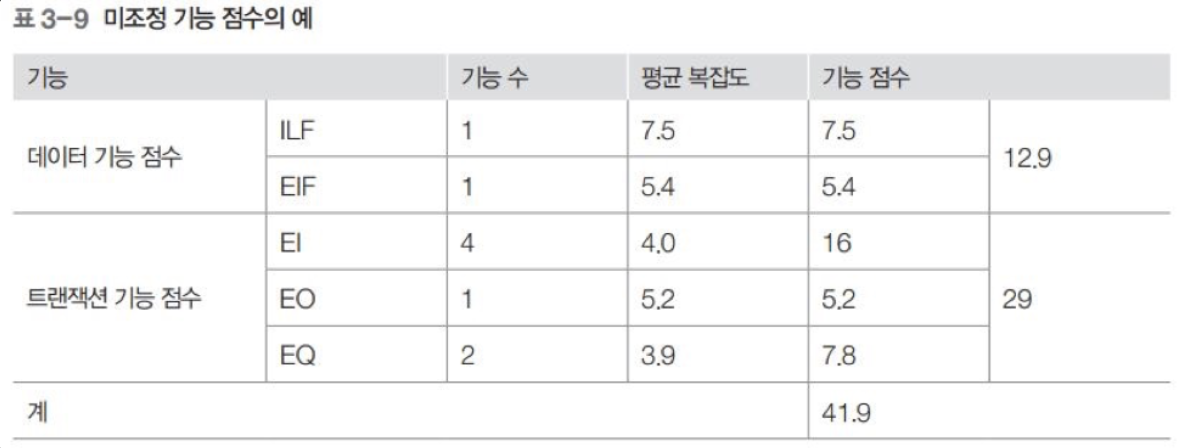 표 3-9 미조정 기능 점수의 예
기능 기능 수 평균 복잡도 기능 점수
데이터 기능 점수 ILF 1 7.5 7.5 12.9
EIF 1 5.4 5.4
트랜잭션 기능 점수 EI 4 4.0 16 29
EO 1 5.2 5.2
EQ 2 3.9 7.8
계 41.9